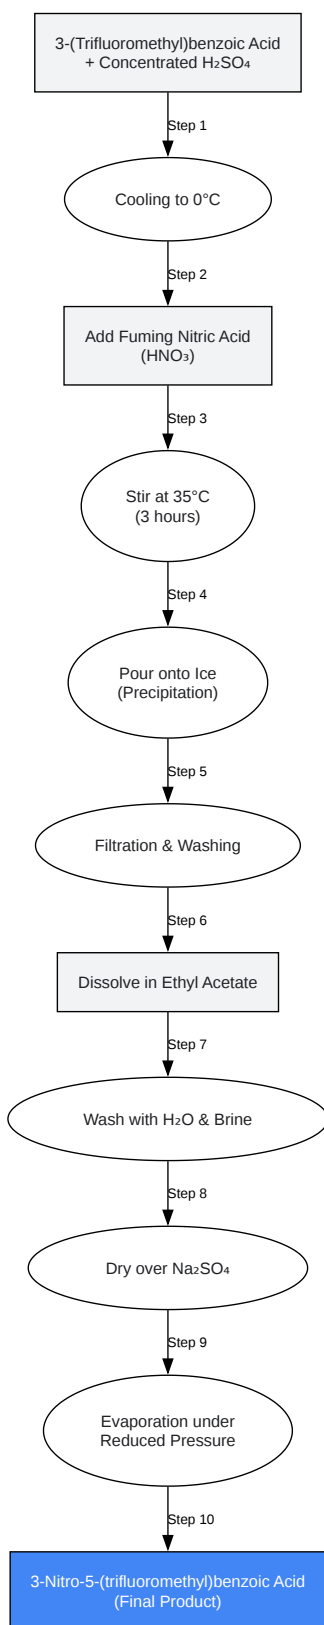 3-(Trifluoromethyl)benzoic Acid
+ Concentrated H₂SO₄
Step 1
Cooling to 0°C
Step 2
Add Fuming Nitric Acid
(HNO₃)
Step 3
Stir at 35°C
(3 hours)
Step 4
Pour onto Ice
(Precipitation)
Step 5
Filtration & Washing
Step 6
Dissolve in Ethyl Acetate
Step 7
Wash with H₂O & Brine
Step 8
Dry over Na₂SO₄
Step 9
Evaporation under
Reduced Pressure
Step 10
3-Nitro-5-(trifluoromethyl)benzoic Acid
(Final Product)